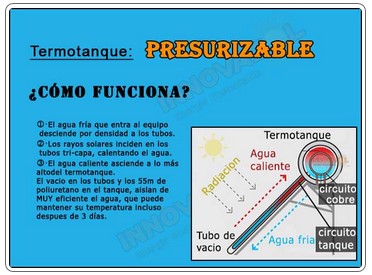 Termotanque: PRESURIZABLE
¿CÓMO FUNCIONA?
①·El agua fría que entra al equipo
desciende por densidad a los tubos.
②·Los rayos solares inciden en los
tubos tri-capa, calentando el agua.
③·El agua caliente asciende a lo más
altodel termotanque.
El vacio en los tubos y los 55m de
poliuretano en el tanque, aislan de
MUY eficiente el agua, que puede
mantener su temperatura incluso
despues de 3 días.
Termotanque
Agua
caliente
Radiacion
circuito
cobre
circuito
tanque
Tubo de
vacio
Agua fria